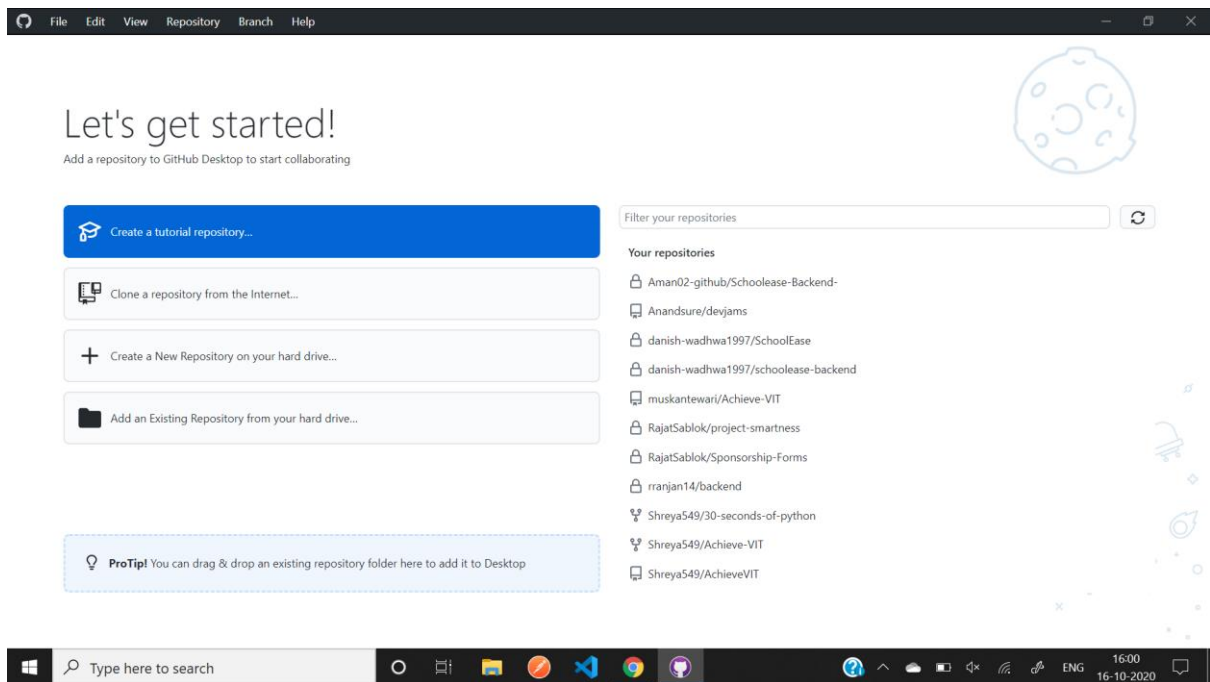 File Edit View Repository Branch Help
Let's get started!
Add a repository to GitHub Desktop to start collaborating
Create a tutorial repository...
Clone a repository from the Internet...
Create a New Repository on your hard drive...
Add an Existing Repository from your hard drive...
ProTip! You can drag & drop an existing repository folder here to add it to Desktop
Filter your repositories
Your repositories
Aman02-github/Schoolease-Backend-
Anandsure/devjams
danish-wadhwa1997/SchoolEase
danish-wadhwa1997/schoolease-backend
muskantewari/Achieve-VIT
RajatSablok/project-smartness
RajatSablok/Sponsorship-Forms
rranjan14/backend
Shreya549/30-seconds-of-python
Shreya549/Achieve-VIT
Shreya549/AchieveVIT
Type here to search
ENG
16:00
16-10-2020